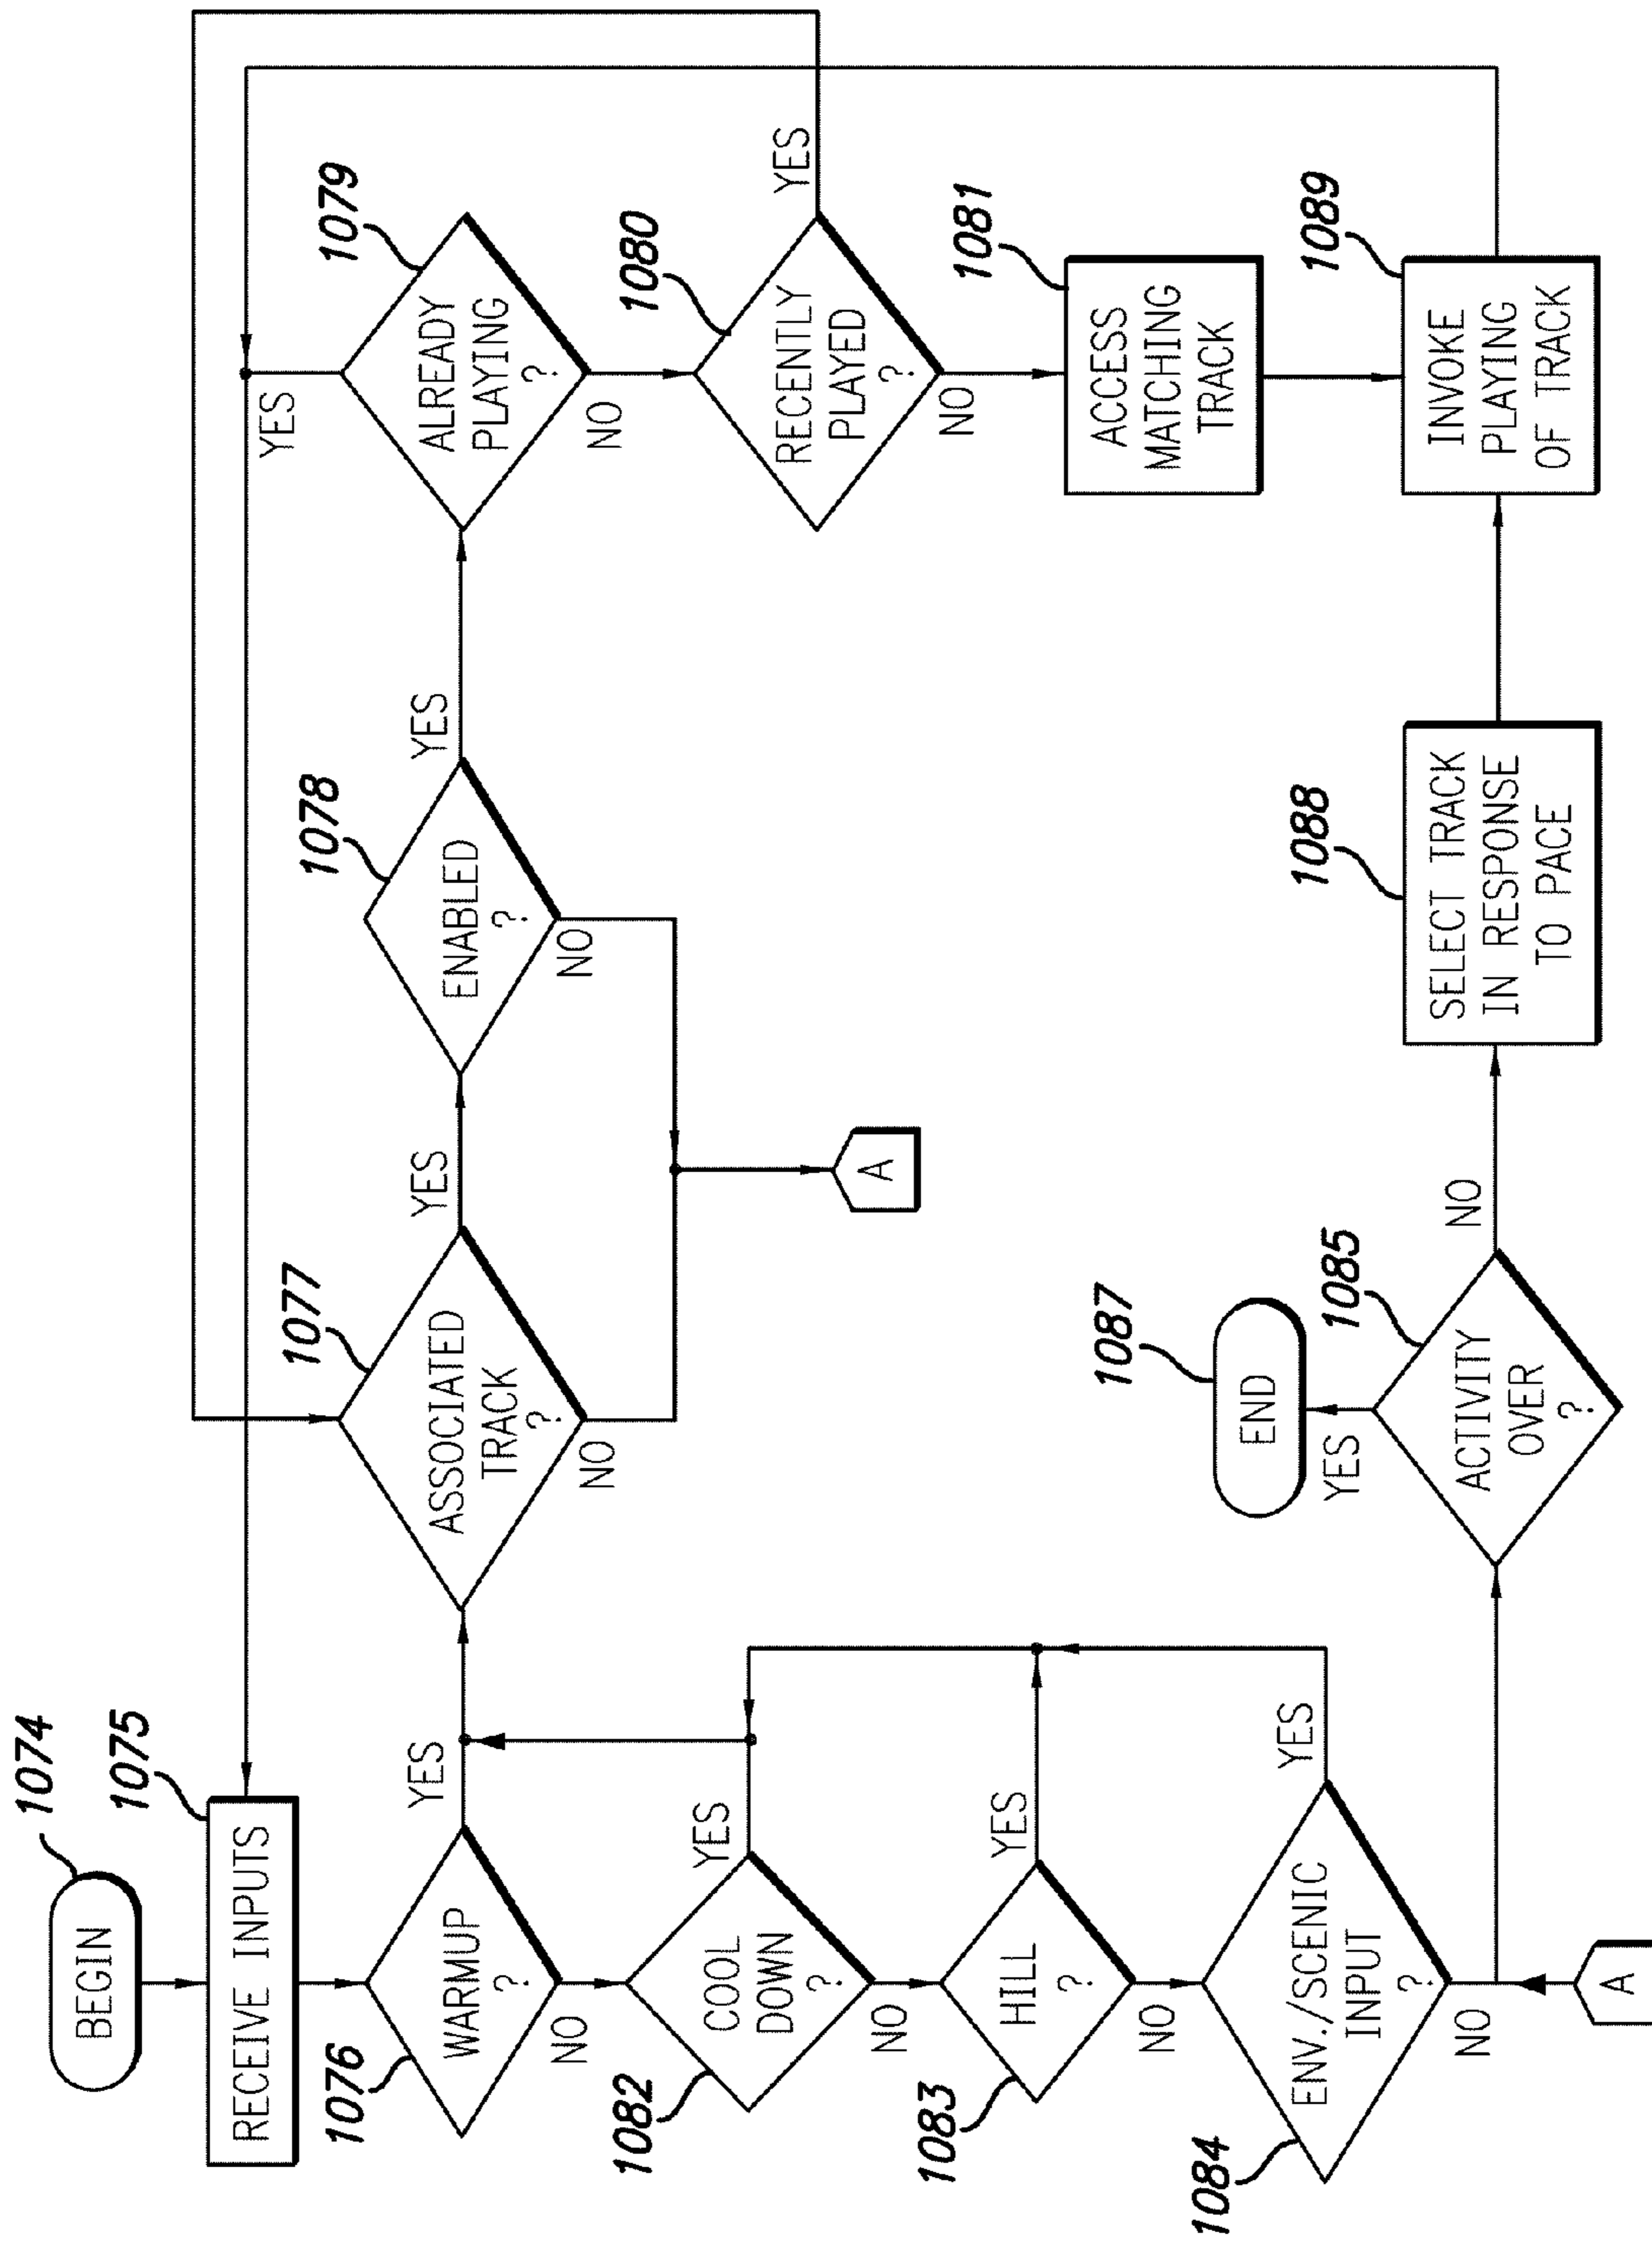 1074
BEGIN
1075
RECEIVE INPUTS
1076
WARMUP
?
YES
NO
1077
ASSOCIATED
TRACK
?
YES
NO
1078
ENABLED
?
YES
NO
1079
ALREADY
PLAYING
?
YES
NO
1082
COOL
DOWN
?
YES
NO
A
1080
RECENTLY
PLAYED
?
YES
NO
1083
HILL
?
YES
NO
1081
ACCESS
MATCHING
TRACK
1084
ENV./SCENIC
INPUT
?
YES
NO
1087
END
YES
1085
ACTIVITY
OVER
?
NO
1088
SELECT TRACK
IN RESPONSE
TO PACE
1089
INVOKE
PLAYING
OF TRACK
A